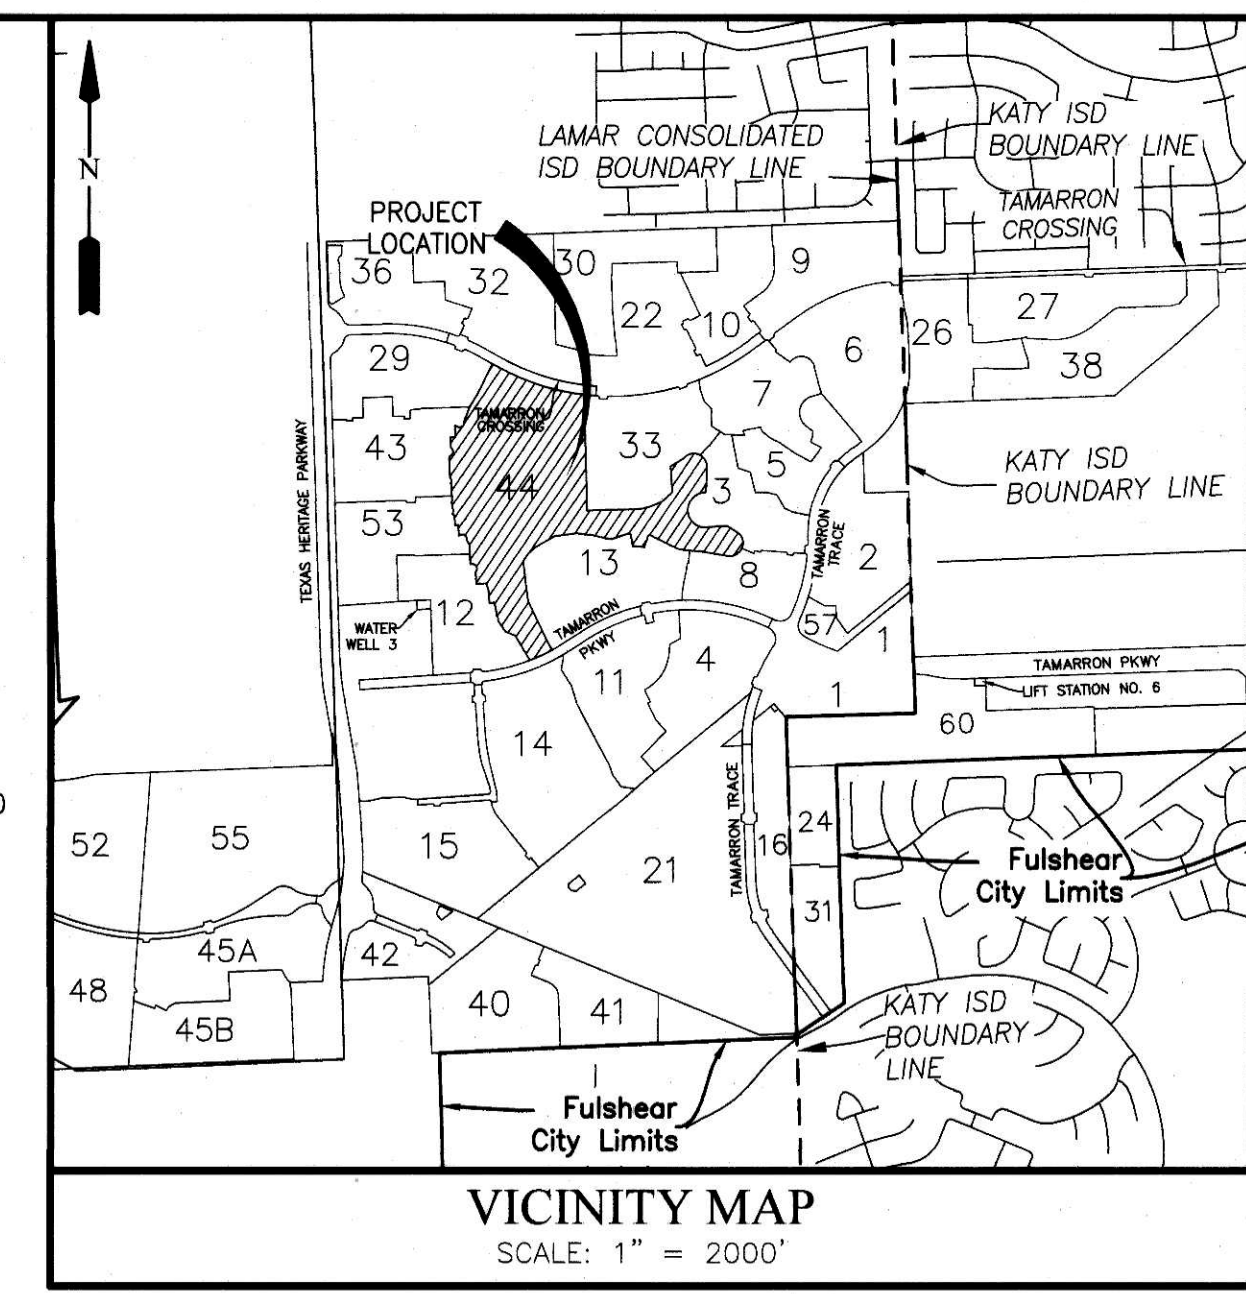 N
LAMAR CONSOLIDATED
ISD BOUNDARY LINE
KATY ISD
BOUNDARY LINE
TAMARRON
CROSSING
PROJECT
LOCATION
36
32
30
22
10
9
6
26
27
38
29
TAMARRON
CROSSING
7
43
33
5
3
44
KATY ISD
BOUNDARY LINE
TEXAS HERITAGE PARKWAY
53
13
8
TAMARRON
TRACE
2
12
WATER
WELL 3
TAMARRON
PKWY
57
1
11
4
1
TAMARRON PKWY
LIFT STATION NO. 6
60
14
TAMARRON TRACE
52
55
15
21
16
24
Fulshear
City Limits
31
45A
42
48
45B
40
41
KATY ISD
BOUNDARY
LINE
Fulshear
City Limits
VICINITY MAP
SCALE: 1" = 2000'